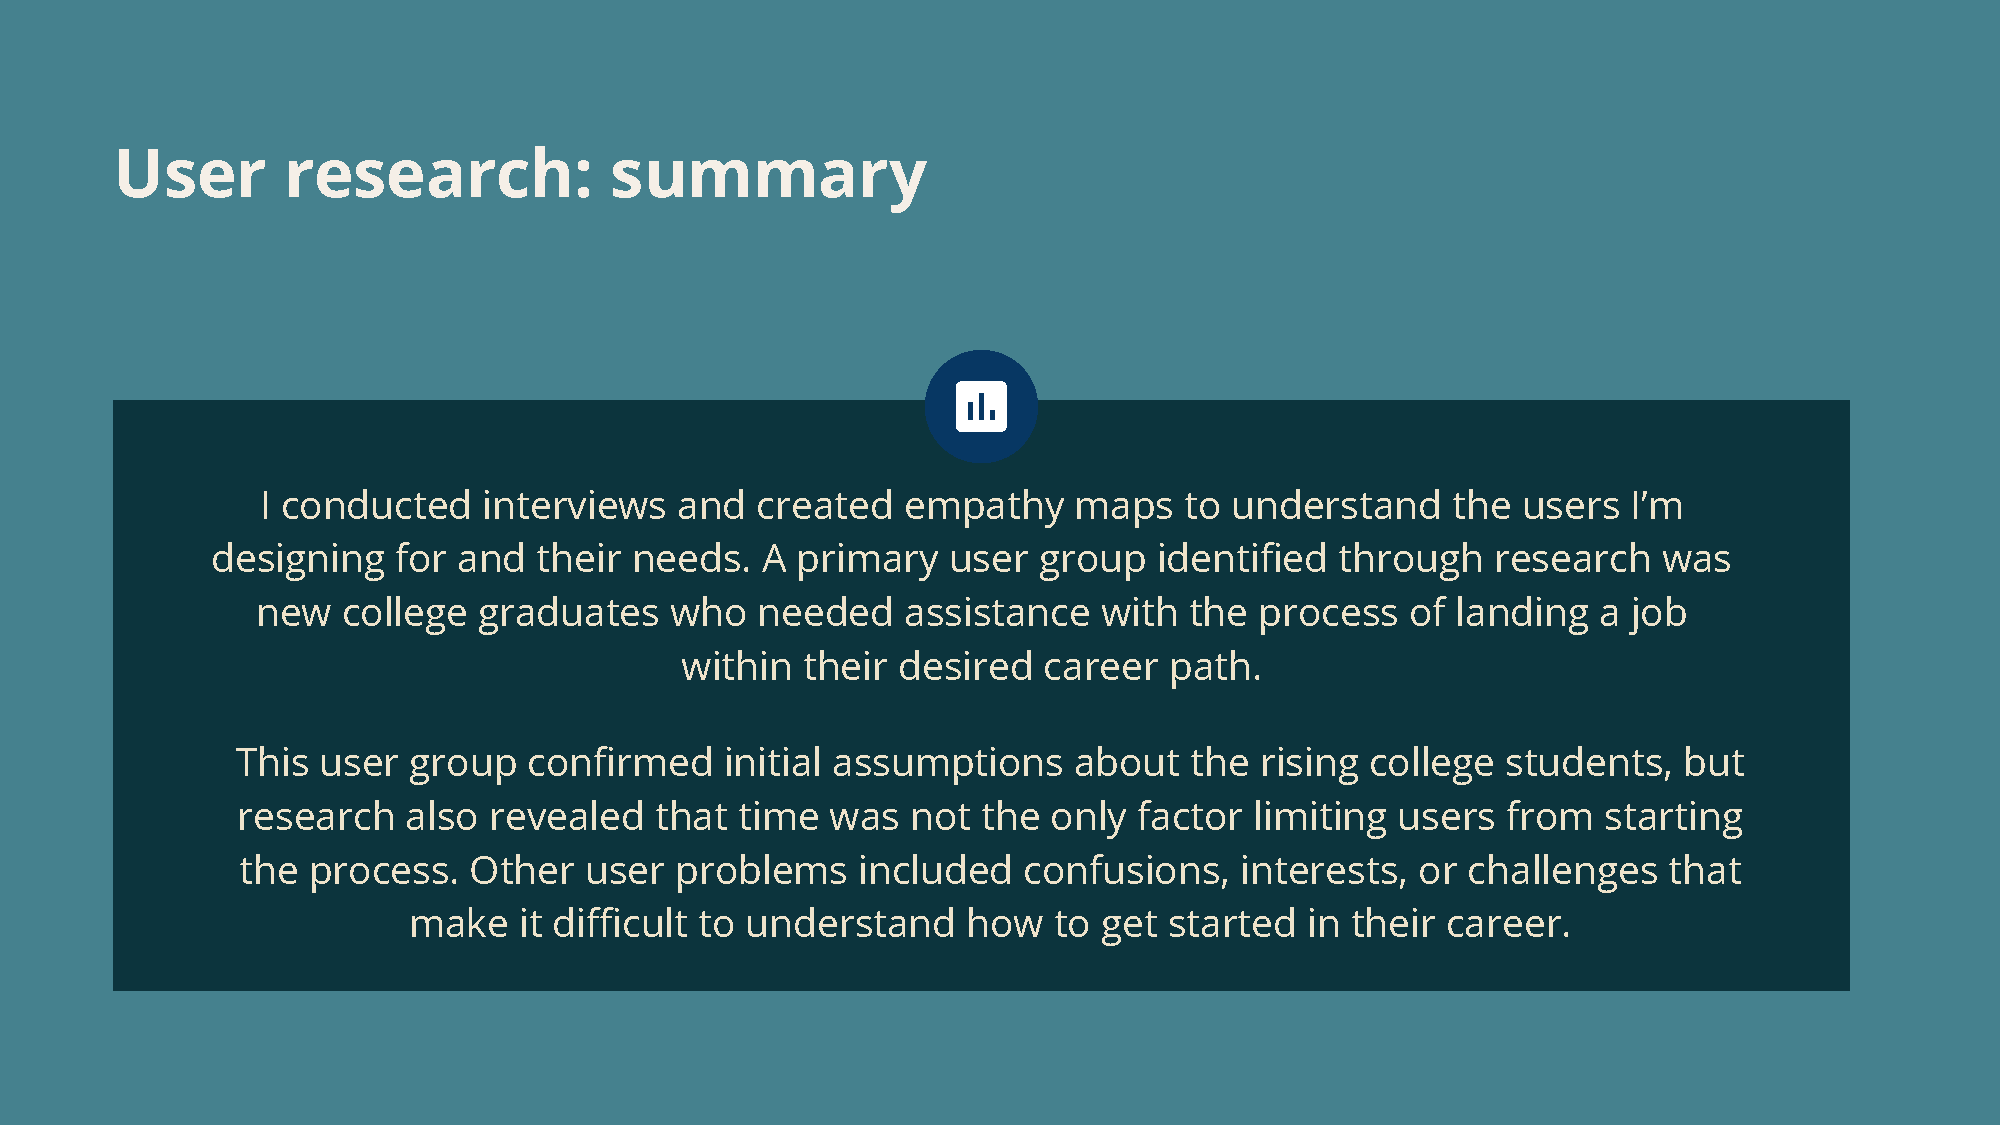 User research: summary
I conducted interviews and created empathy maps to understand the users I’m
designing for and their needs. A primary user group identified through research was
new college graduates who needed assistance with the process of landing a job
within their desired career path.
This user group confirmed initial assumptions about the rising college students, but
research also revealed that time was not the only factor limiting users from starting
the process. Other user problems included confusions, interests, or challenges that
make it difficult to understand how to get started in their career.